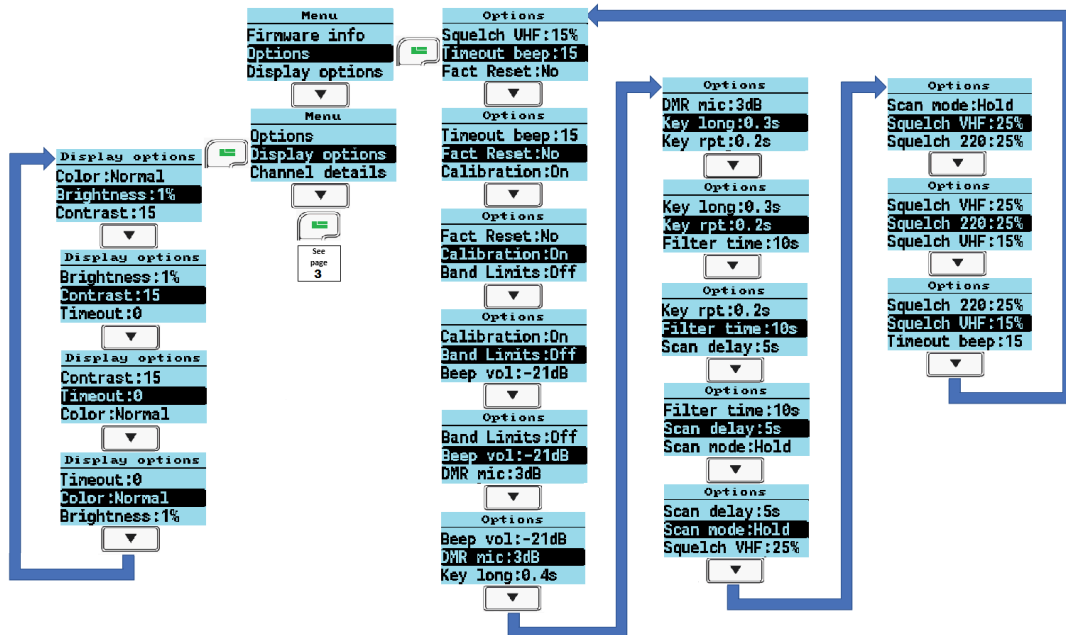 Menu
Firmware info
Options
Display options
Menu
Options
Display options
Channel details
See
page
3
Display options
Color:Normal
Brightness:1%
Contrast:15
Display options
Brightness:1%
Contrast:15
Timeout:0
Display options
Contrast:15
Timeout:0
Color:Normal
Display options
Timeout:0
Color:Normal
Brightness:1%
Options
Squelch VHF:15%
Timeout beep:15
Fact Reset:No
Options
Timeout beep:15
Fact Reset:No
Calibration:On
Options
Fact Reset:No
Calibration:On
Band Limits:Off
Options
Calibration:On
Band Limits:Off
Beep vol:-21dB
Options
Band Limits:Off
Beep vol:-21dB
DMR mic:3dB
Options
Beep vol:-21dB
DMR mic:3dB
Key long:0.4s
Options
DMR mic:3dB
Key long:0.3s
Key rpt:0.2s
Options
Key long:0.3s
Key rpt:0.2s
Filter time:10s
Options
Key rpt:0.2s
Filter time:10s
Scan delay:5s
Options
Filter time:10s
Scan delay:5s
Scan mode:Hold
Options
Scan delay:5s
Scan mode:Hold
Squelch VHF:25%
Options
Scan mode:Hold
Squelch VHF:25%
Squelch 220:25%
Options
Squelch VHF:25%
Squelch 220:25%
Squelch VHF:15%
Options
Squelch 220:25%
Squelch VHF:15%
Timeout beep:15